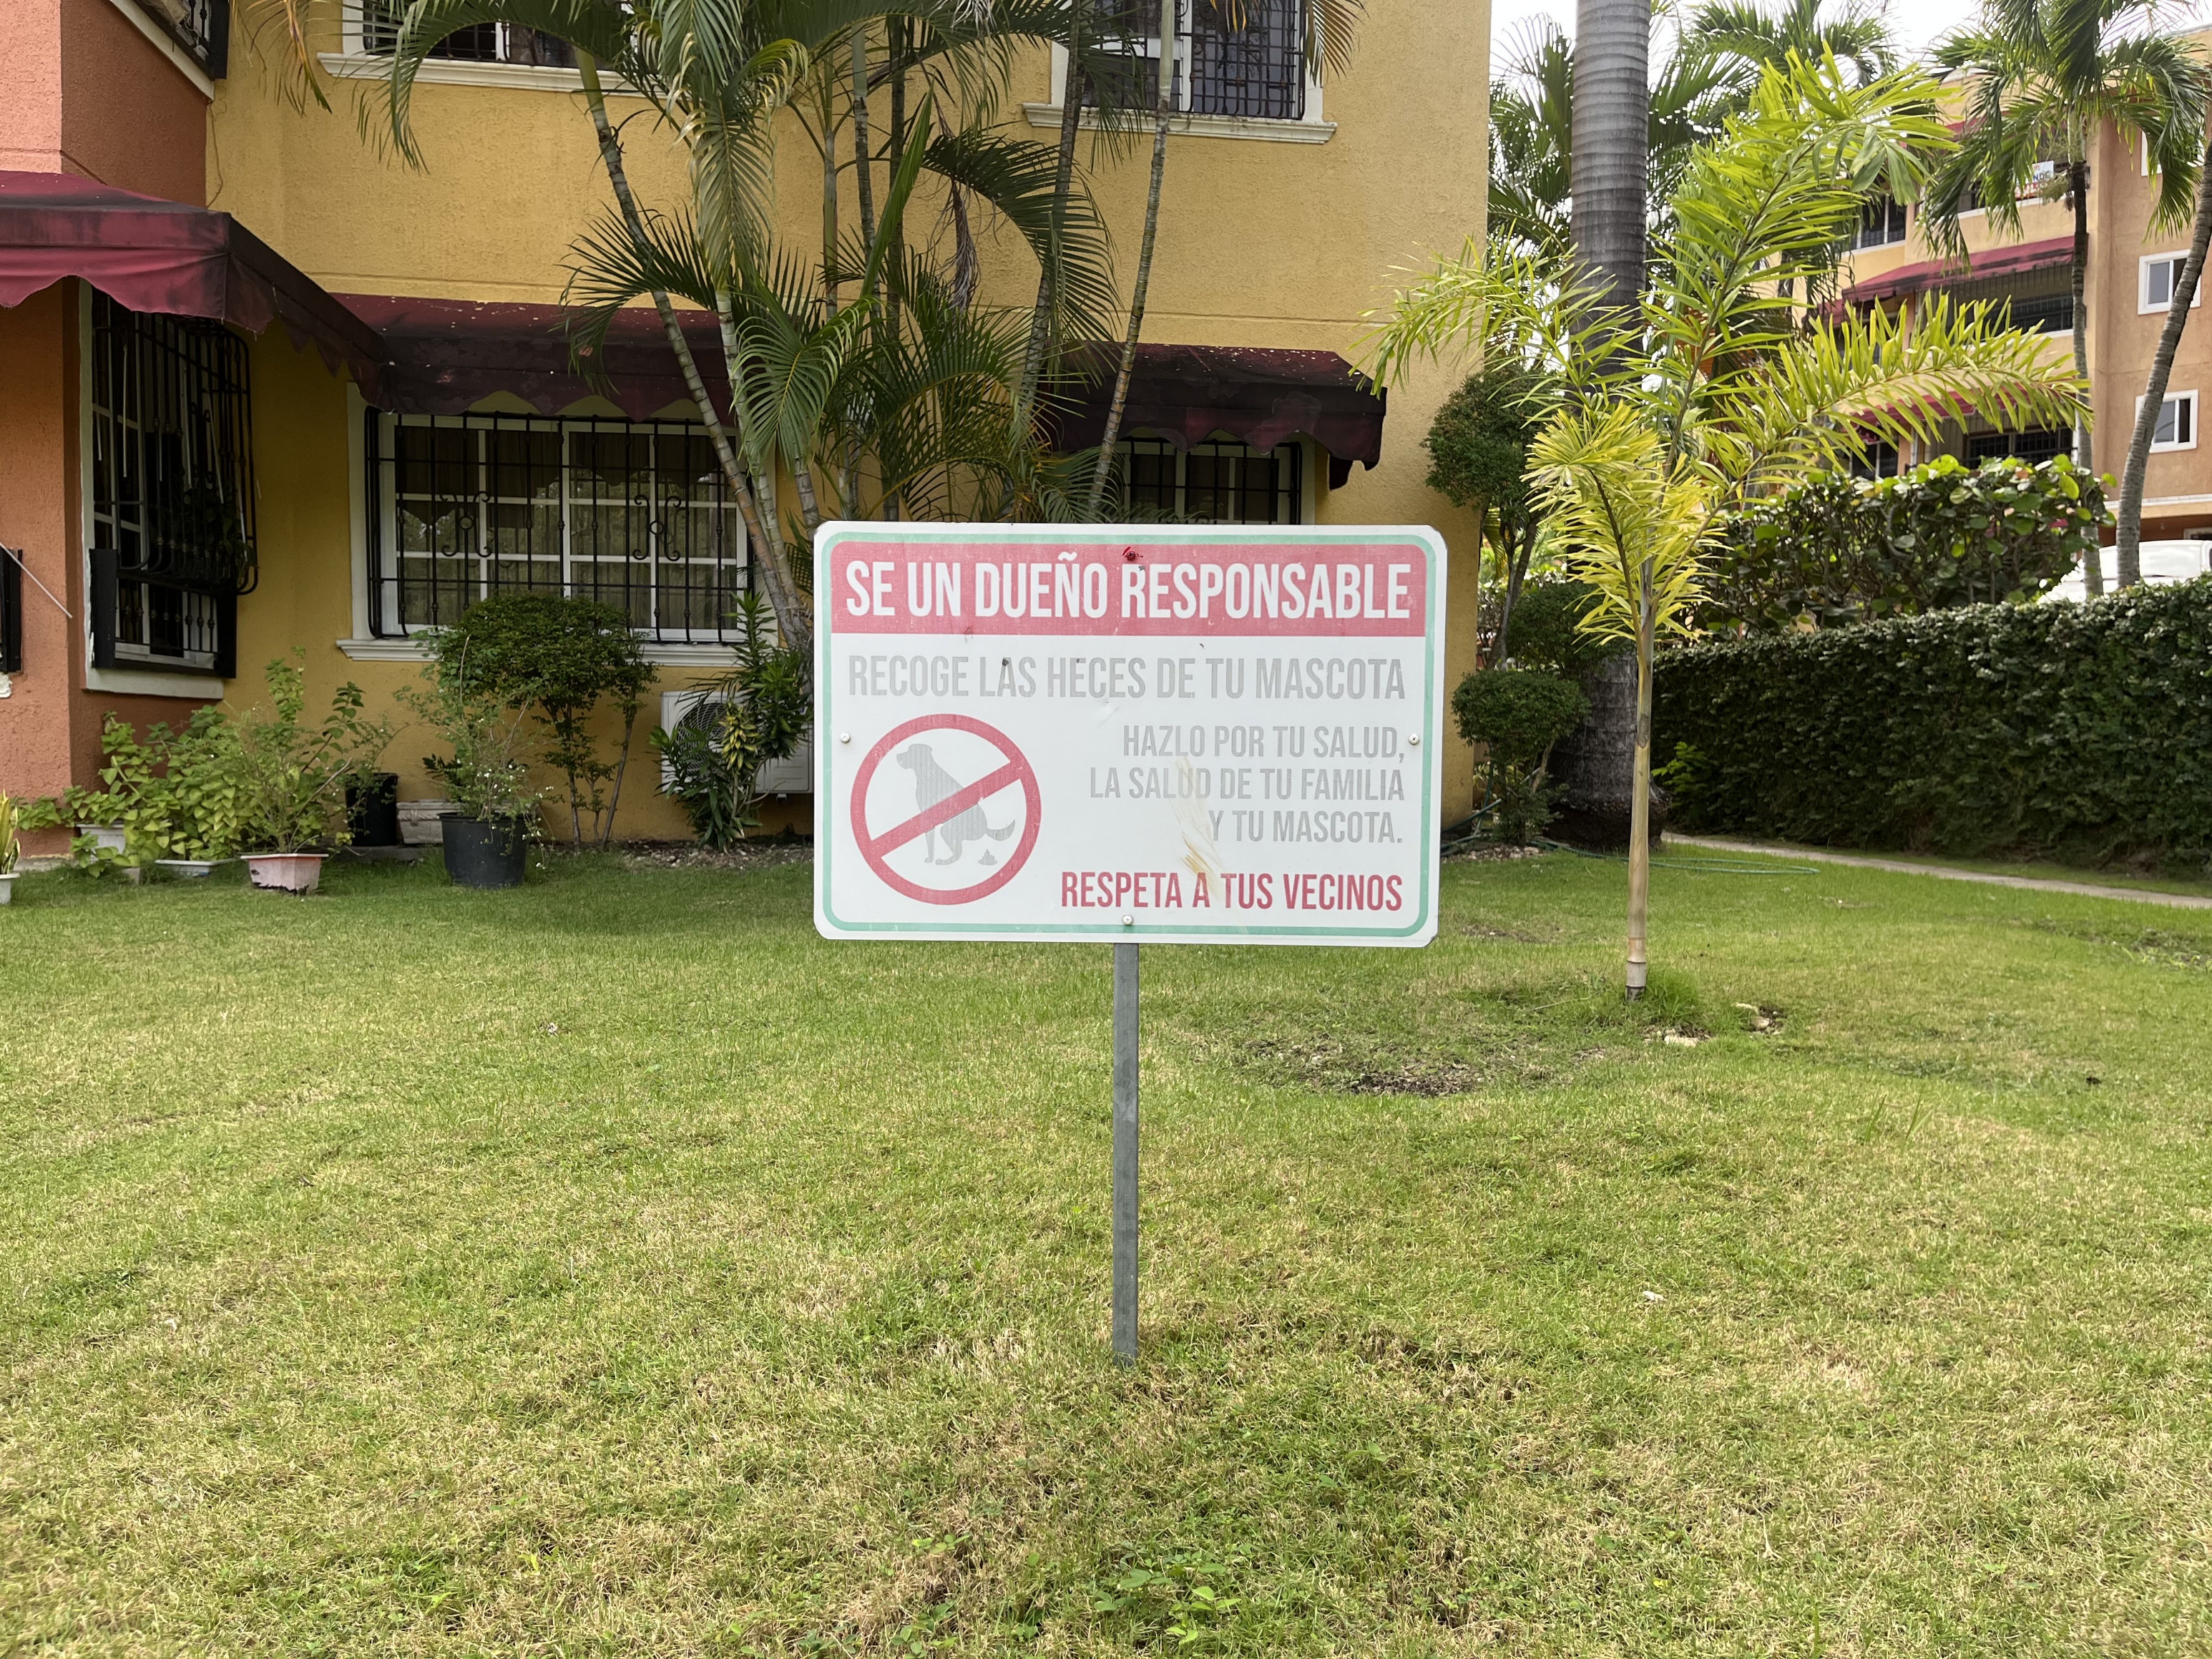 SE UN DUEÑO RESPONSABLE
RECOGE LAS HECES DE TU MASCOTA
HAZLO POR TU SALUD,
LA SALUD DE TU FAMILIA
Y TU MASCOTA.
RESPETA A TUS VECINOS